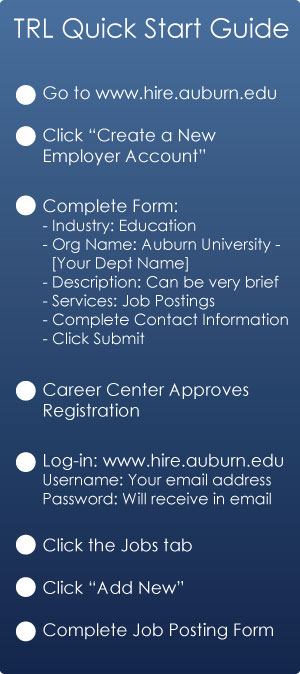 TRL Quick Start Guide
Go to www.hire.auburn.edu
Click “Create a New
Employer Account”
Complete Form:
- Industry: Education
- Org Name: Auburn University -
[Your Dept Name]
- Description: Can be very brief
- Services: Job Postings
- Complete Contact Information
- Click Submit
Career Center Approves
Registration
Log-in: www.hire.auburn.edu
Username: Your email address
Password: Will receive in email
Click the Jobs tab
Click “Add New”
Complete Job Posting Form